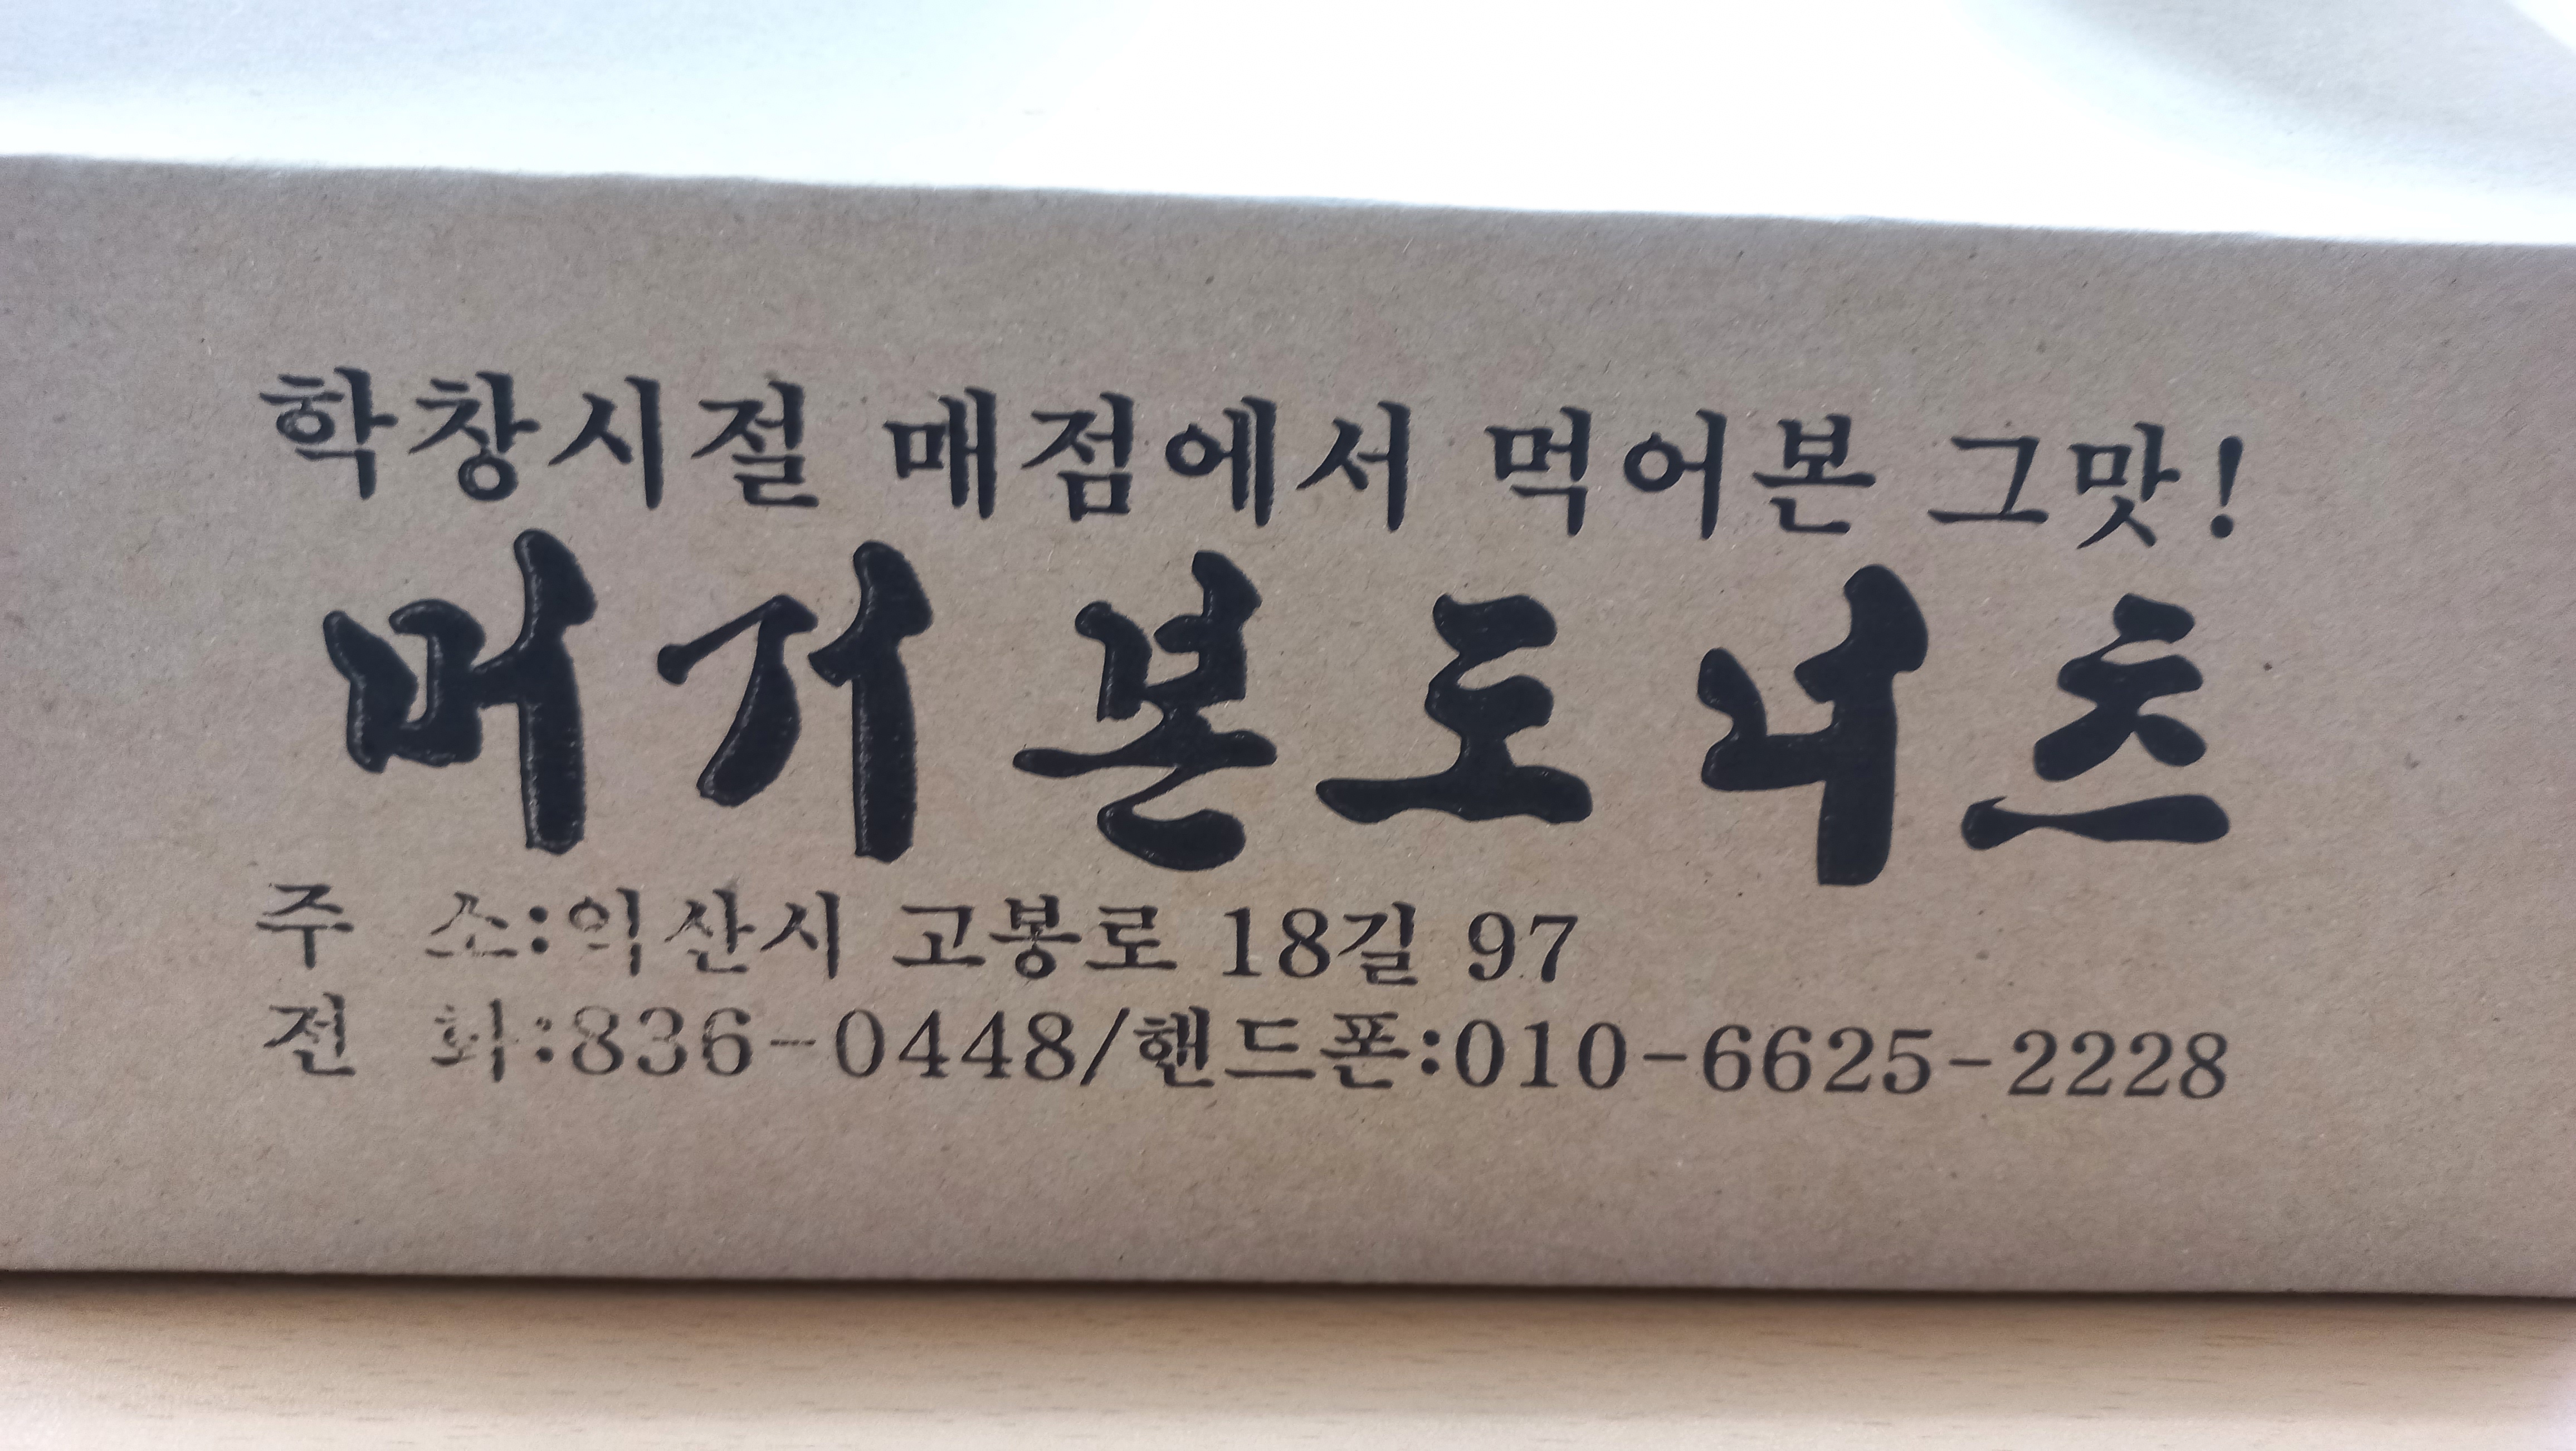 학창시절 매점에서 먹어본 그맛!
머거본도너츠
주 소:익산시 고봉로 18길 97
전 화:836-0448/핸드폰:010-6625-2228